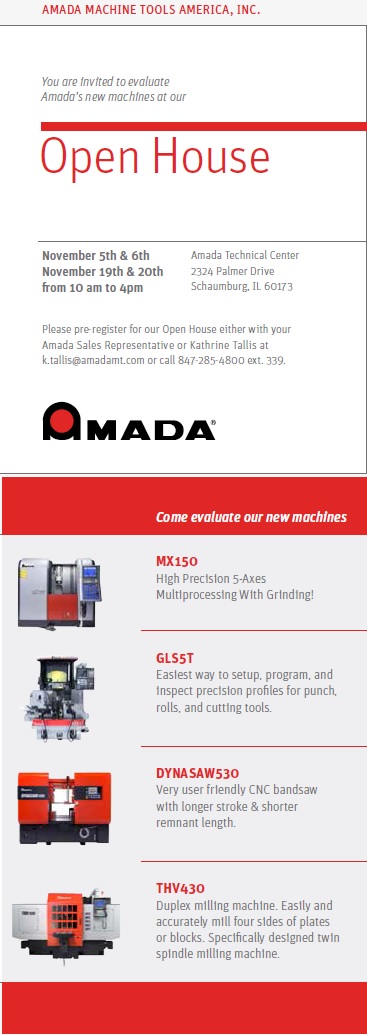 AMADA MACHINE TOOLS AMERICA, INC.
You are invited to evaluate
Amada's new machines at our
Open House
November 5th & 6th
November 19th & 20th
from 10 am to 4pm
Amada Technical Center
2324 Palmer Drive
Schaumburg, IL 60173
Please pre-register for our Open House either with your
Amada Sales Representative or Kathrine Tallis at
k.tallis@amadamt.com or call 847-285-4800 ext. 339.
AMADA®
Come evaluate our new machines
MX150
High Precision 5-Axes
Multiprocessing With Grinding!
GLS5T
Easiest way to setup, program, and
inspect precision profiles for punch,
rolls, and cutting tools.
DYNASAW530
Very user friendly CNC bandsaw
with longer stroke & shorter
remnant length.
THV430
Duplex milling machine. Easily and
accurately mill four sides of plates
or blocks. Specifically designed twin
spindle milling machine.